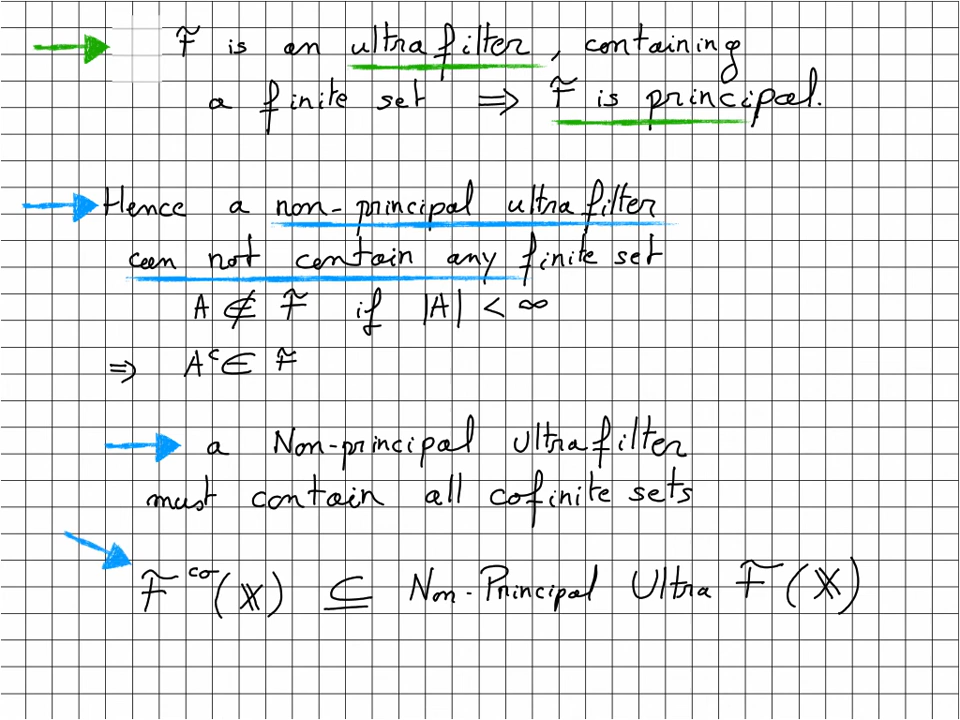 F̃ is an ultrafilter, containing
a finite set ⇒ F̃ is principal.
Hence a non-principal ultrafilter
can not contain any finite set
A ∉ F̃ if |A| < ∞
⇒ Aᶜ ∈ F̃
a Non-principal Ultrafilter
must contain all cofinite sets
F̃ᶜᵒ(X) ⊆ Non-Principal Ultra F̃(X)